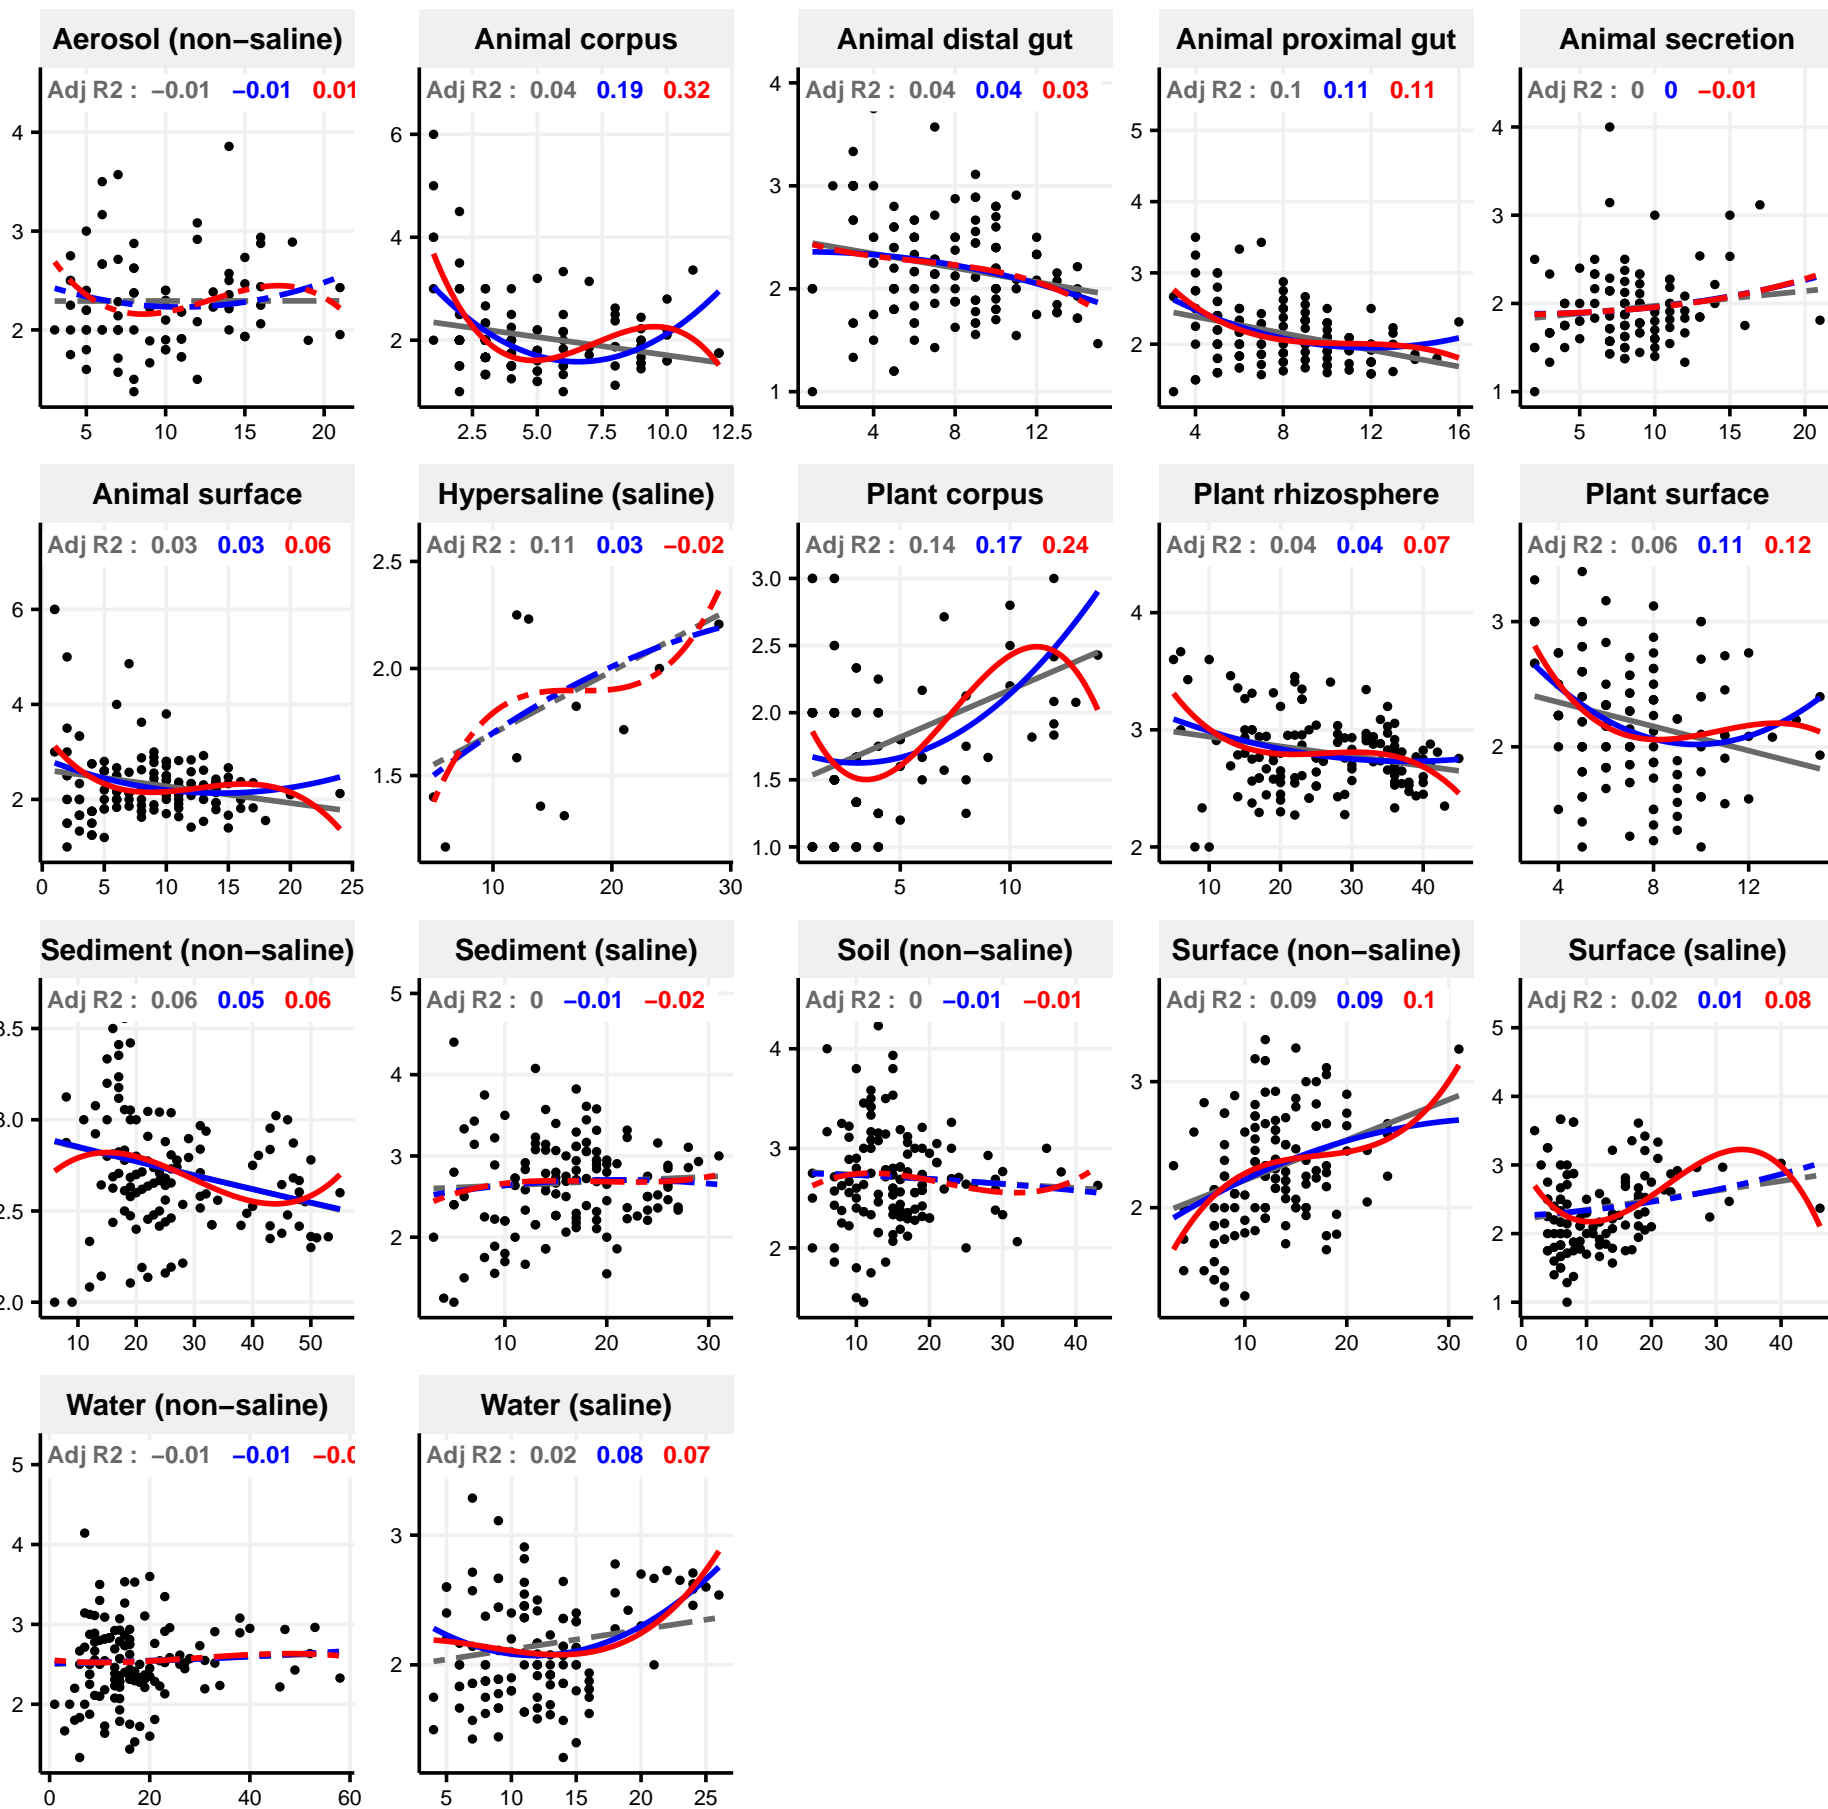 Aerosol (non−saline) Animal corpus Animal distal gut Animal proximal gut Animal secretion
Adj R2 : −0.01 −0.01 0.01 Adj R2 : 0.04 0.19 0.32 Adj R2 : 0.04 0.04 0.03 Adj R2 : 0.1 0.11 0.11 Adj R2 : 0 0 −0.01
4 3 2 6 4 2 4 3 2 1 5 4 3 2 4 3 2 1
5 10 15 20 2.5 5.0 7.5 10.0 12.5 4 8 12 4 8 12 16 5 10 15 20
Animal surface Hypersaline (saline) Plant corpus Plant rhizosphere Plant surface
Adj R2 : 0.03 0.03 0.06 Adj R2 : 0.11 0.03 −0.02 Adj R2 : 0.14 0.17 0.24 Adj R2 : 0.04 0.04 0.07 Adj R2 : 0.06 0.11 0.12
6 4 2 2.5 2.0 1.5 3.0 2.5 2.0 1.5 1.0 4 3 2 3 2
0 5 10 15 20 25 10 20 30 5 10 10 20 30 40 4 8 12
Sediment (non−saline) Sediment (saline) Soil (non−saline) Surface (non−saline) Surface (saline)
Adj R2 : 0.06 0.05 0.06 Adj R2 : 0 −0.01 −0.02 Adj R2 : 0 −0.01 −0.01 Adj R2 : 0.09 0.09 0.1 Adj R2 : 0.02 0.01 0.08
3.5 3.0 2.5 2.0 5 4 3 2 4 3 2 3 2 5 4 3 2 1
10 20 30 40 50 10 20 30 10 20 30 40 10 20 30 0 10 20 30 40
Water (non−saline) Water (saline)
Adj R2 : −0.01 −0.01 −0.0 Adj R2 : 0.02 0.08 0.07
5 4 3 2 3 2
0 20 40 60 5 10 15 20 25